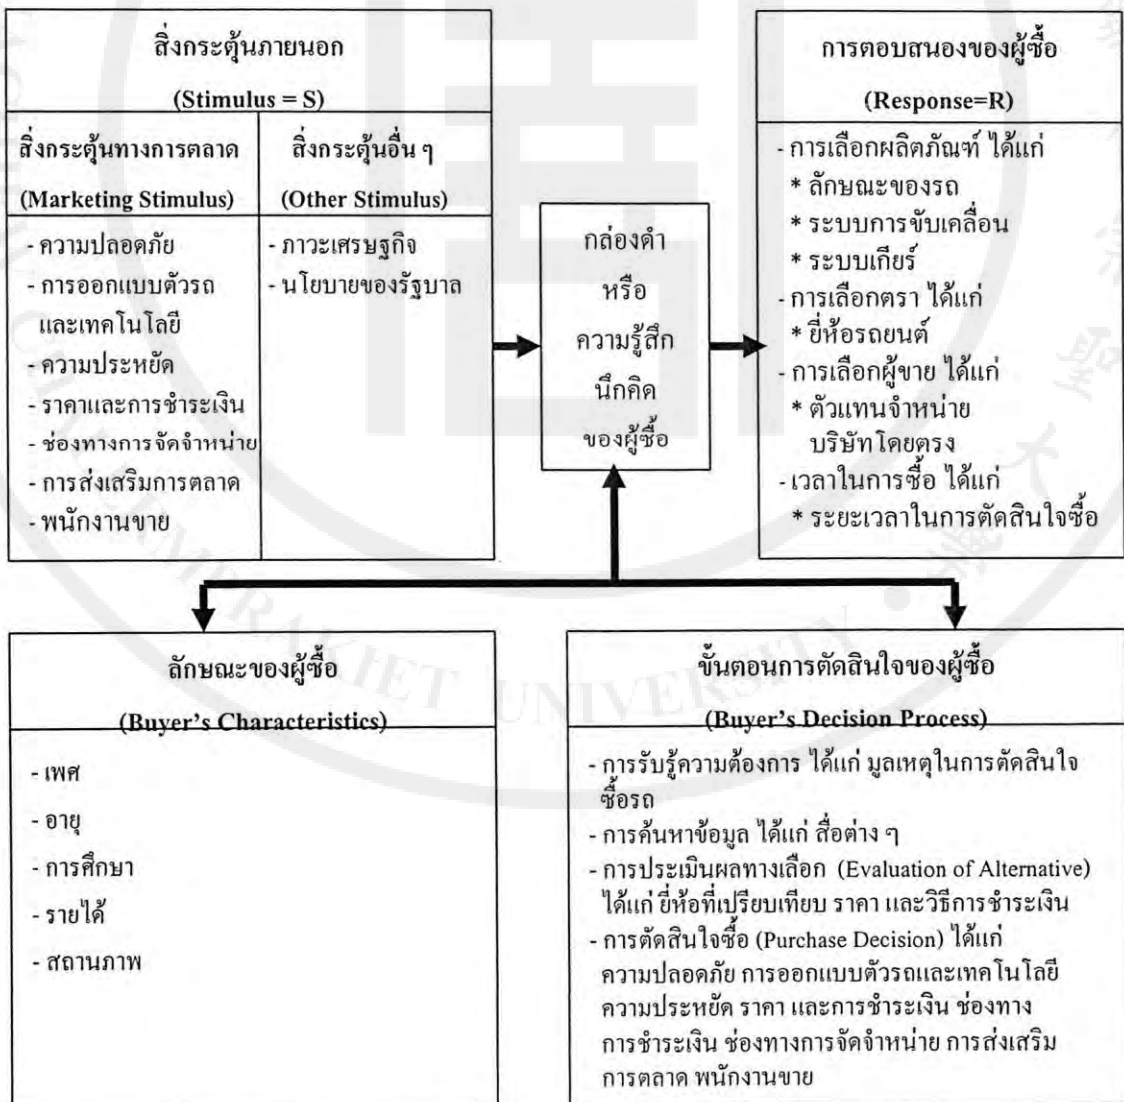 สิ่งกระตุ้นภายนอก
(Stimulus = S)
สิ่งกระตุ้นทางการตลาด
(Marketing Stimulus)
- ความปลอดภัย
- การออกแบบตัวรถ
และเทคโนโลยี
- ความประหยัด
- ราคาและการชำระเงิน
- ช่องทางการจัดจำหน่าย
- การส่งเสริมการตลาด
- พนักงานขาย
สิ่งกระตุ้นอื่น ๆ
(Other Stimulus)
- ภาวะเศรษฐกิจ
- นโยบายของรัฐบาล
กล่องดำ
หรือ
ความรู้สึก
นึกคิด
ของผู้ซื้อ
การตอบสนองของผู้ซื้อ
(Response=R)
- การเลือกผลิตภัณฑ์ ได้แก่
* ลักษณะของรถ
* ระบบการขับเคลื่อน
* ระบบเกียร์
- การเลือกตรา ได้แก่
* ยี่ห้อรถยนต์
- การเลือกผู้ขาย ได้แก่
* ตัวแทนจำหน่าย
บริษัทโดยตรง
- เวลาในการซื้อ ได้แก่
* ระยะเวลาในการตัดสินใจซื้อ
ลักษณะของผู้ซื้อ
(Buyer's Characteristics)
- เพศ
- อายุ
- การศึกษา
- รายได้
- สถานภาพ
ขั้นตอนการตัดสินใจของผู้ซื้อ
(Buyer's Decision Process)
- การรับรู้ความต้องการ ได้แก่ มูลเหตุในการตัดสินใจ
ซื้อรถ
- การค้นหาข้อมูล ได้แก่ สื่อต่าง ๆ
- การประเมินผลทางเลือก (Evaluation of Alternative)
ได้แก่ ยี่ห้อที่เปรียบเทียบ ราคา และวิธีการชำระเงิน
- การตัดสินใจซื้อ (Purchase Decision) ได้แก่
ความปลอดภัย การออกแบบตัวรถและเทคโนโลยี
ความประหยัด ราคา และการชำระเงิน ช่องทาง
การชำระเงิน ช่องทางการจัดจำหน่าย การส่งเสริม
การตลาด พนักงานขาย
UNIVERSITY
聖
大